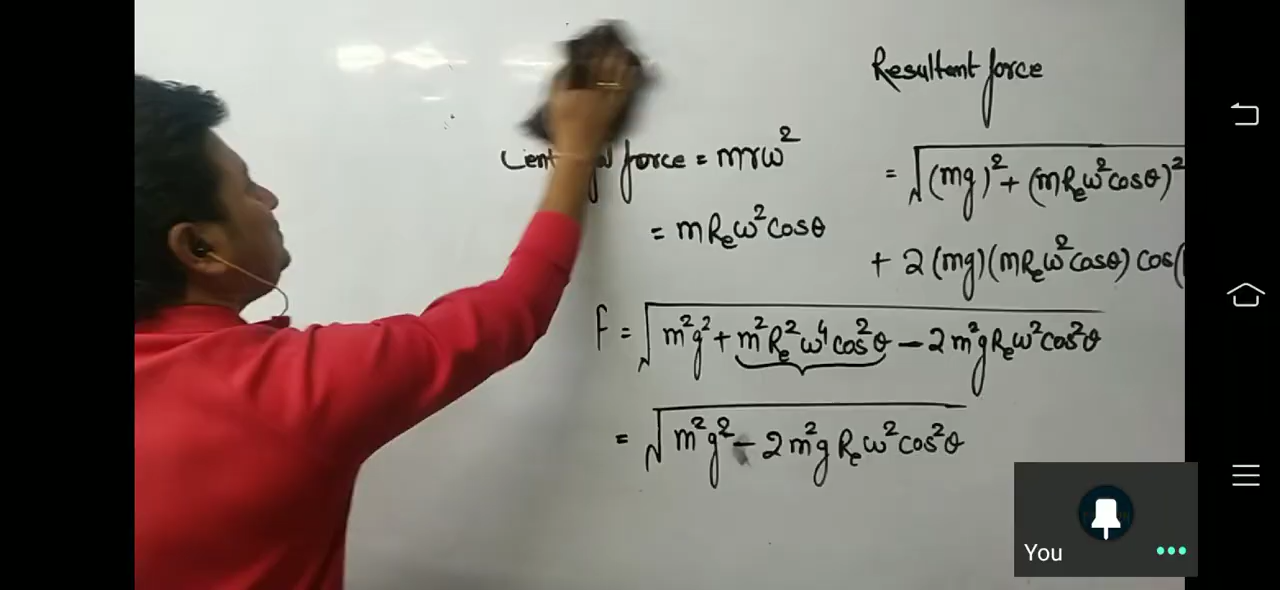 Resultant force
force = mrω²
= √(mg)² + (mRₑω²cosθ)²
= mRₑω²cosθ
+ 2(mg)(mRₑω²cosθ) cos(
F = √m²g² + m²Rₑ²ω⁴cos²θ − 2m²gRₑω²cos²θ
= √m²g² − 2m²gRₑω²cos²θ
You